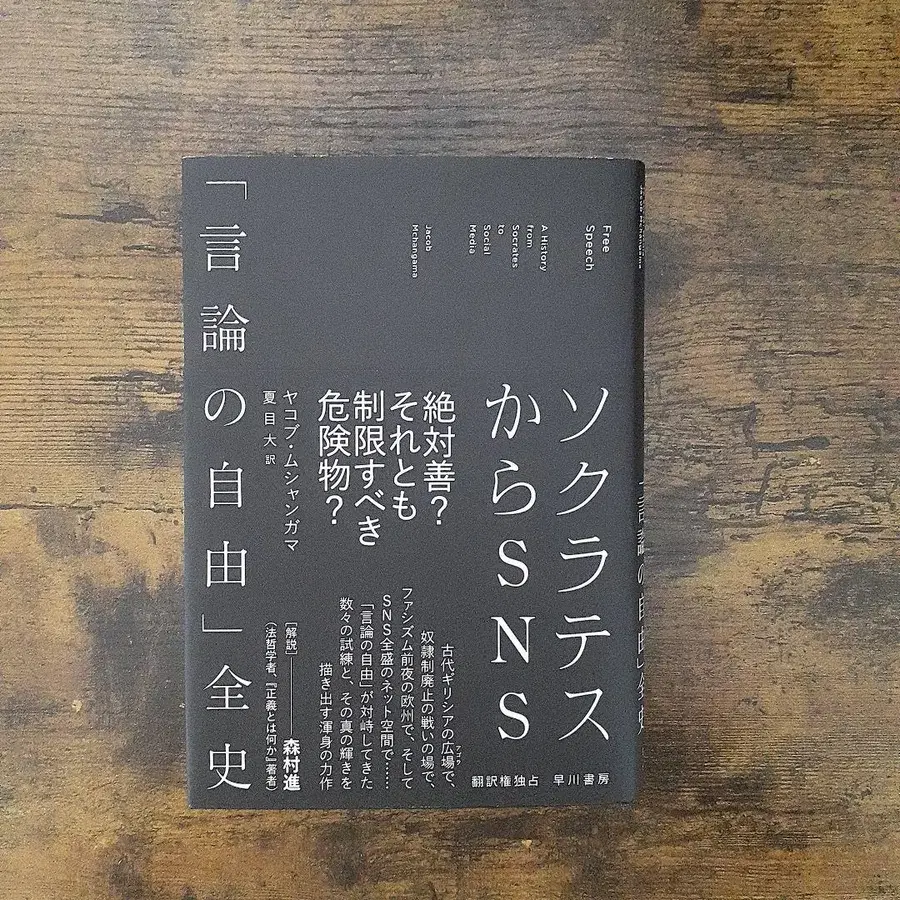 Free
Speech
A History
from
Socrates
to
Social
Media
Jacob
Mchangama
ソクラテス
からSNS
「言論の自由」全史
絶対善？
それとも
制限すべき
危険物？
ヤコブ・ムシャンガマ
夏目大 訳
古代ギリシアの広場で、
アゴラ
奴隷制廃止の戦いの場で、
ファシズム前夜の欧州で、そして
SNS全盛のネット空間で……
「言論の自由」が対峙してきた
数々の試練と、その真の輝きを
描き出す渾身の力作
［解説］――森村進
（法哲学者、『正義とは何か』著者）
翻訳権独占 早川書房
Jacob Mchangama
「言論の自由」全史